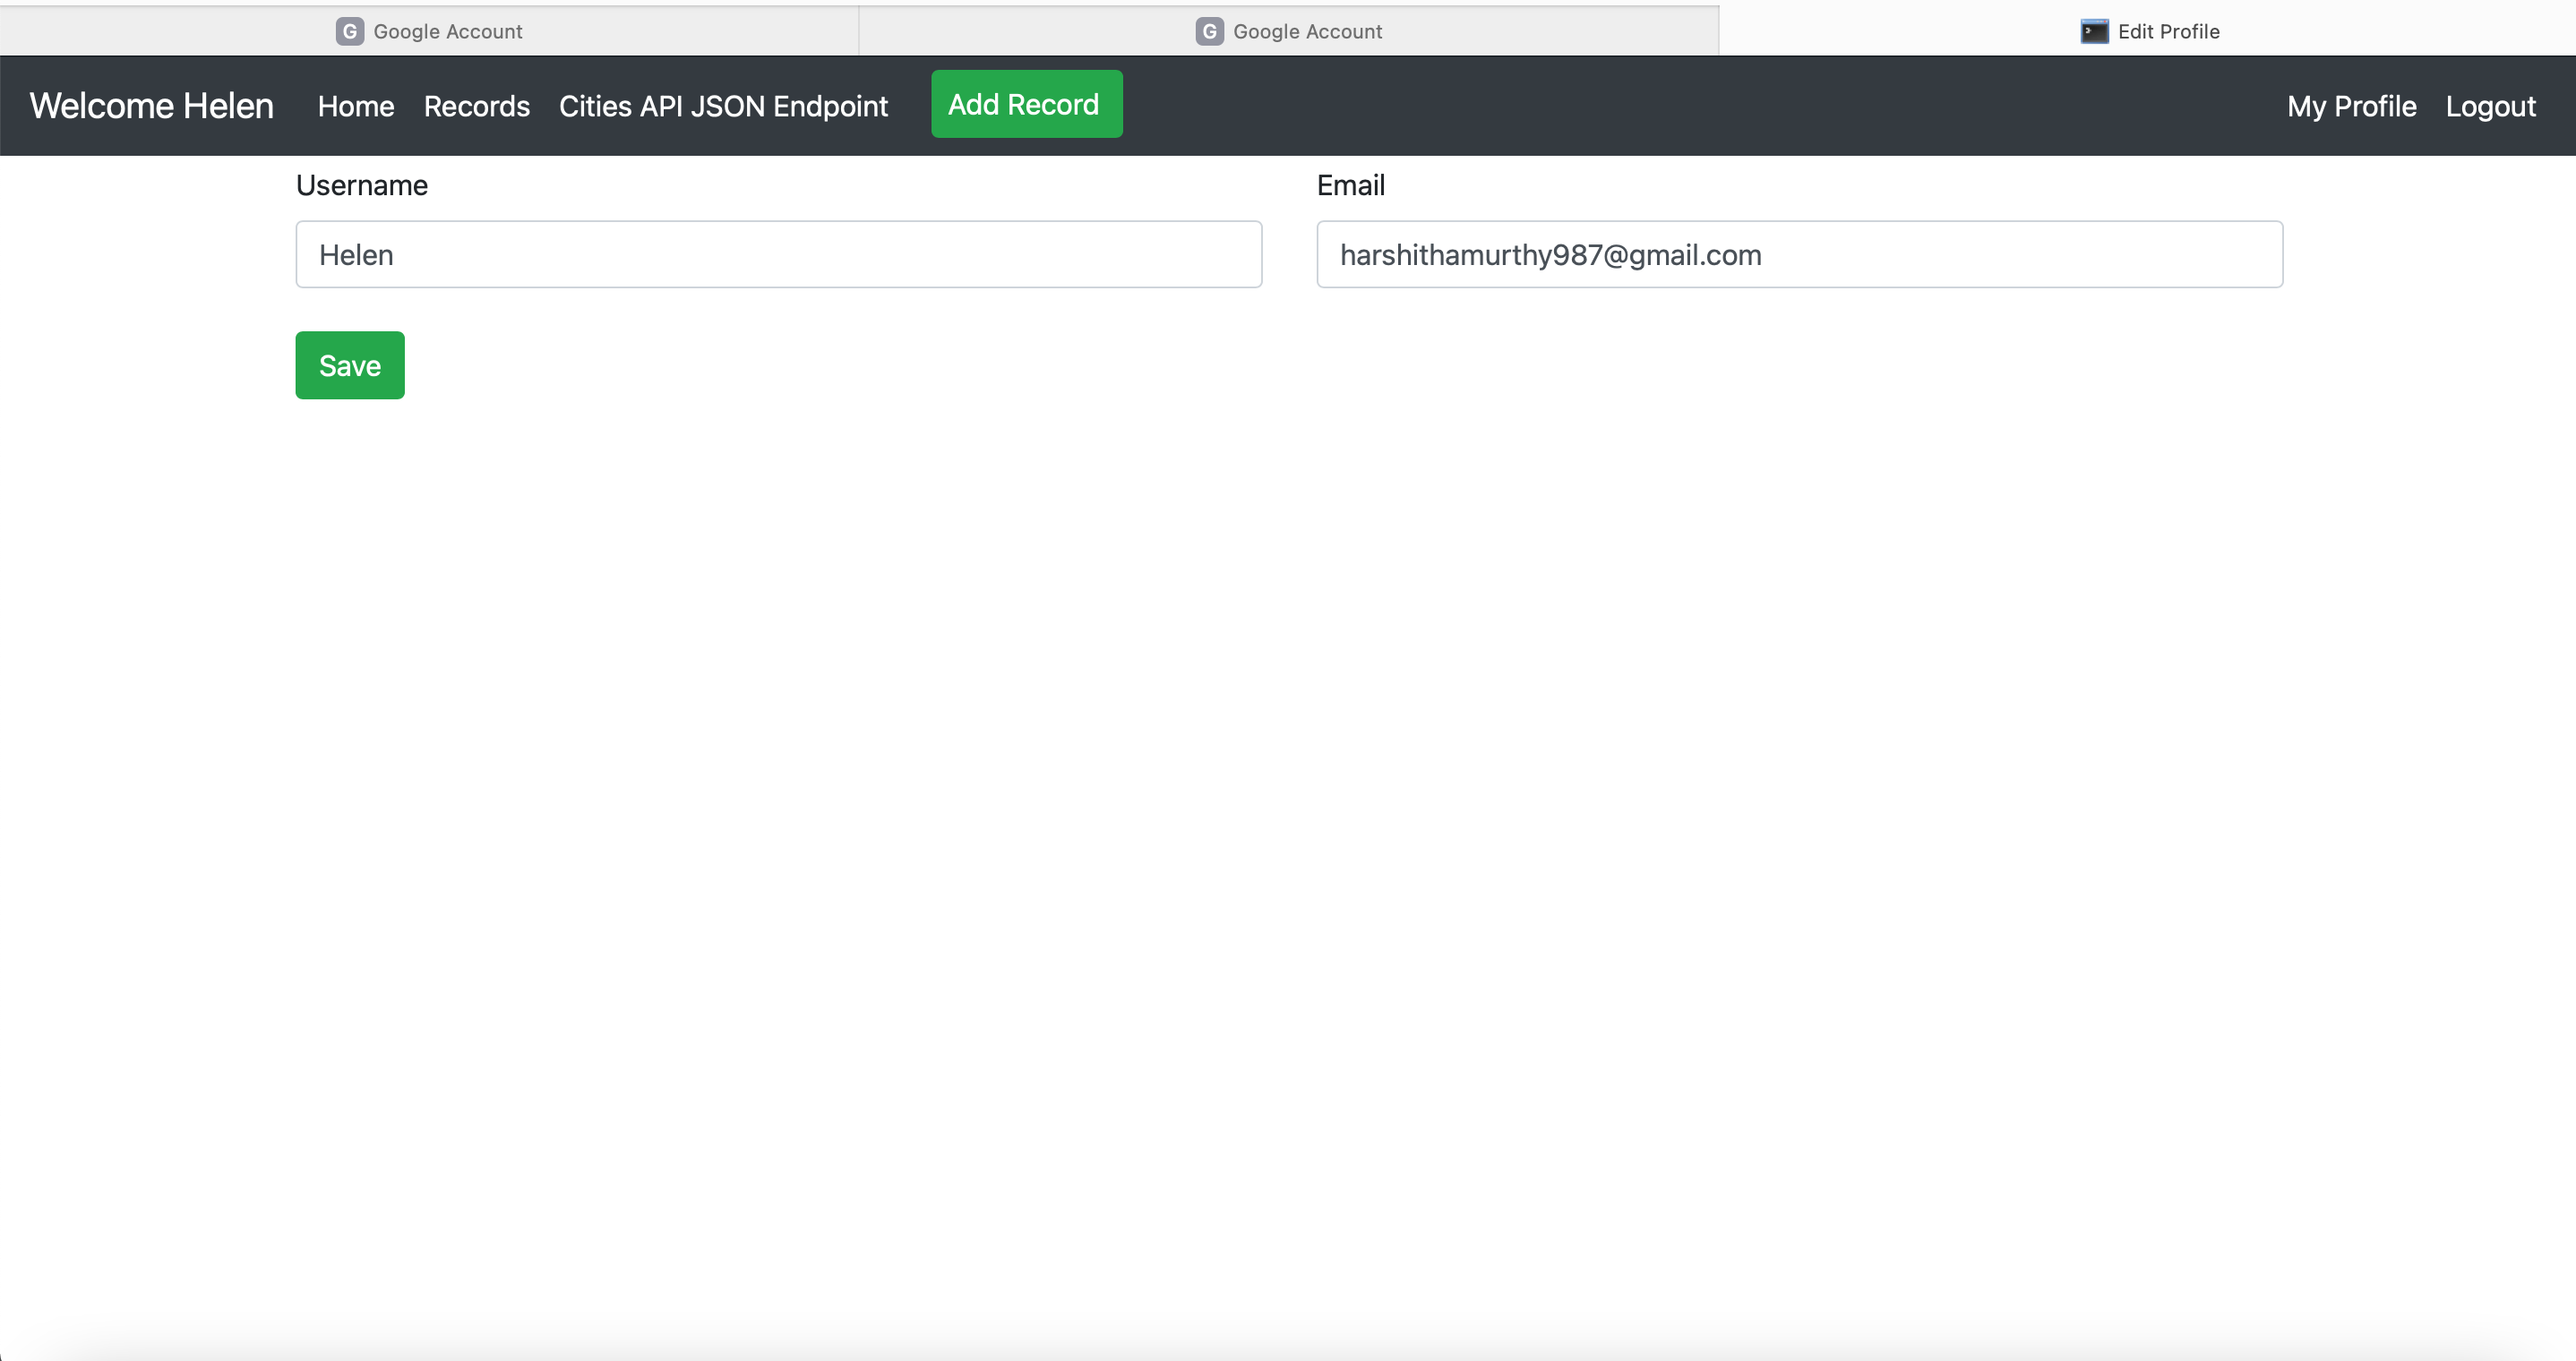 G Google Account
G Google Account
Edit Profile
Welcome Helen Home Records Cities API JSON Endpoint Add Record My Profile Logout
Username Email
Helen harshithamurthy987@gmail.com
Save